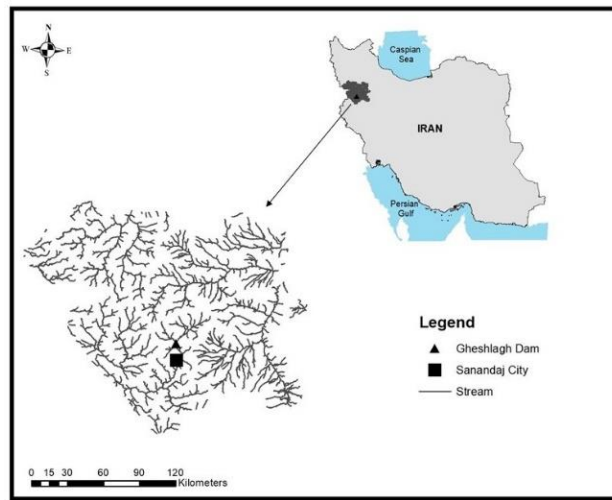 N
W
E
S
Caspian
Sea
IRAN
Persian
Gulf
Legend
Gheshlagh Dam
Sanandaj City
Stream
0 15 30 60 90 120
Kilometers